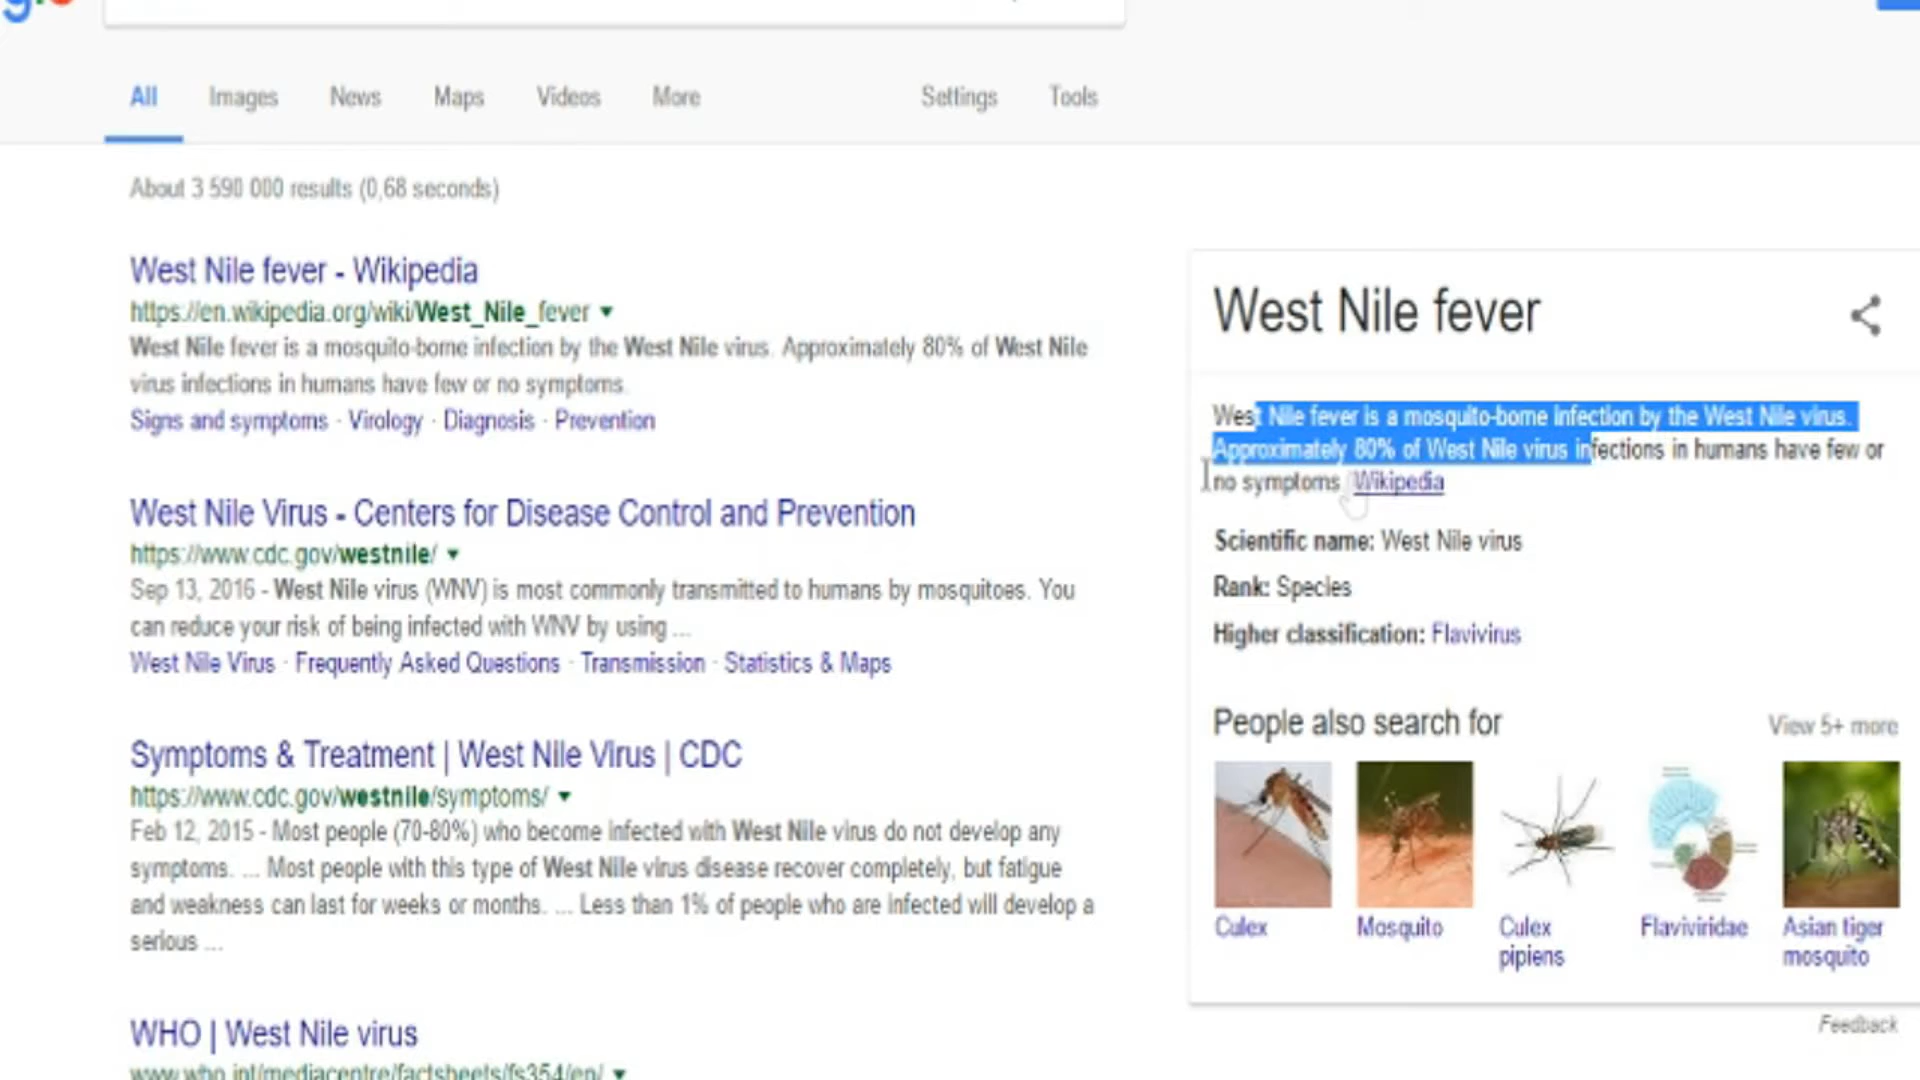 All Images News Maps Videos More Settings Tools
About 3 590 000 results (0,68 seconds)
West Nile fever - Wikipedia
https://en.wikipedia.org/wiki/West_Nile_fever
West Nile fever is a mosquito-borne infection by the West Nile virus. Approximately 80% of West Nile
virus infections in humans have few or no symptoms.
Signs and symptoms · Virology · Diagnosis · Prevention
West Nile Virus - Centers for Disease Control and Prevention
https://www.cdc.gov/westnile/
Sep 13, 2016 - West Nile virus (WNV) is most commonly transmitted to humans by mosquitoes. You
can reduce your risk of being infected with WNV by using ...
West Nile Virus · Frequently Asked Questions · Transmission · Statistics & Maps
Symptoms & Treatment | West Nile Virus | CDC
https://www.cdc.gov/westnile/symptoms/
Feb 12, 2015 - Most people (70-80%) who become infected with West Nile virus do not develop any
symptoms. ... Most people with this type of West Nile virus disease recover completely, but fatigue
and weakness can last for weeks or months. ... Less than 1% of people who are infected will develop a
serious ...
WHO | West Nile virus
www.who.int/mediacentre/factsheets/fs354/en/
West Nile fever
West Nile fever is a mosquito-borne infection by the West Nile virus.
Approximately 80% of West Nile virus infections in humans have few or
no symptoms. Wikipedia
Scientific name: West Nile virus
Rank: Species
Higher classification: Flavivirus
People also search for
View 5+ more
Culex
Mosquito
Culex
pipiens
Flaviviridae
Asian tiger
mosquito
Feedback